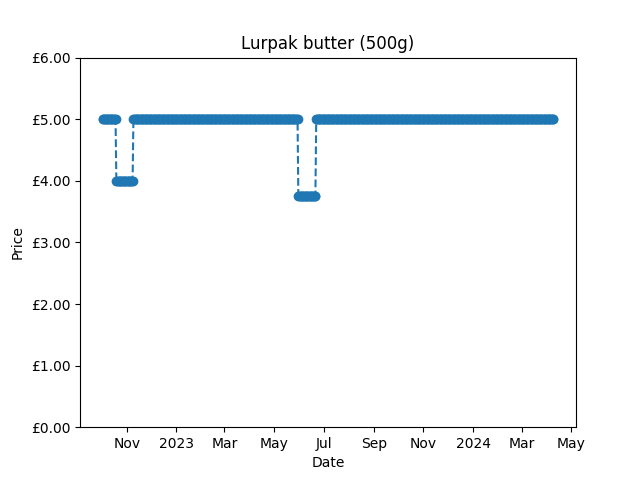 Lurpak butter (500g)
£6.00
£5.00
£4.00
£3.00
£2.00
£1.00
£0.00
Price
Nov 2023 Mar May Jul Sep Nov 2024 Mar May
Date